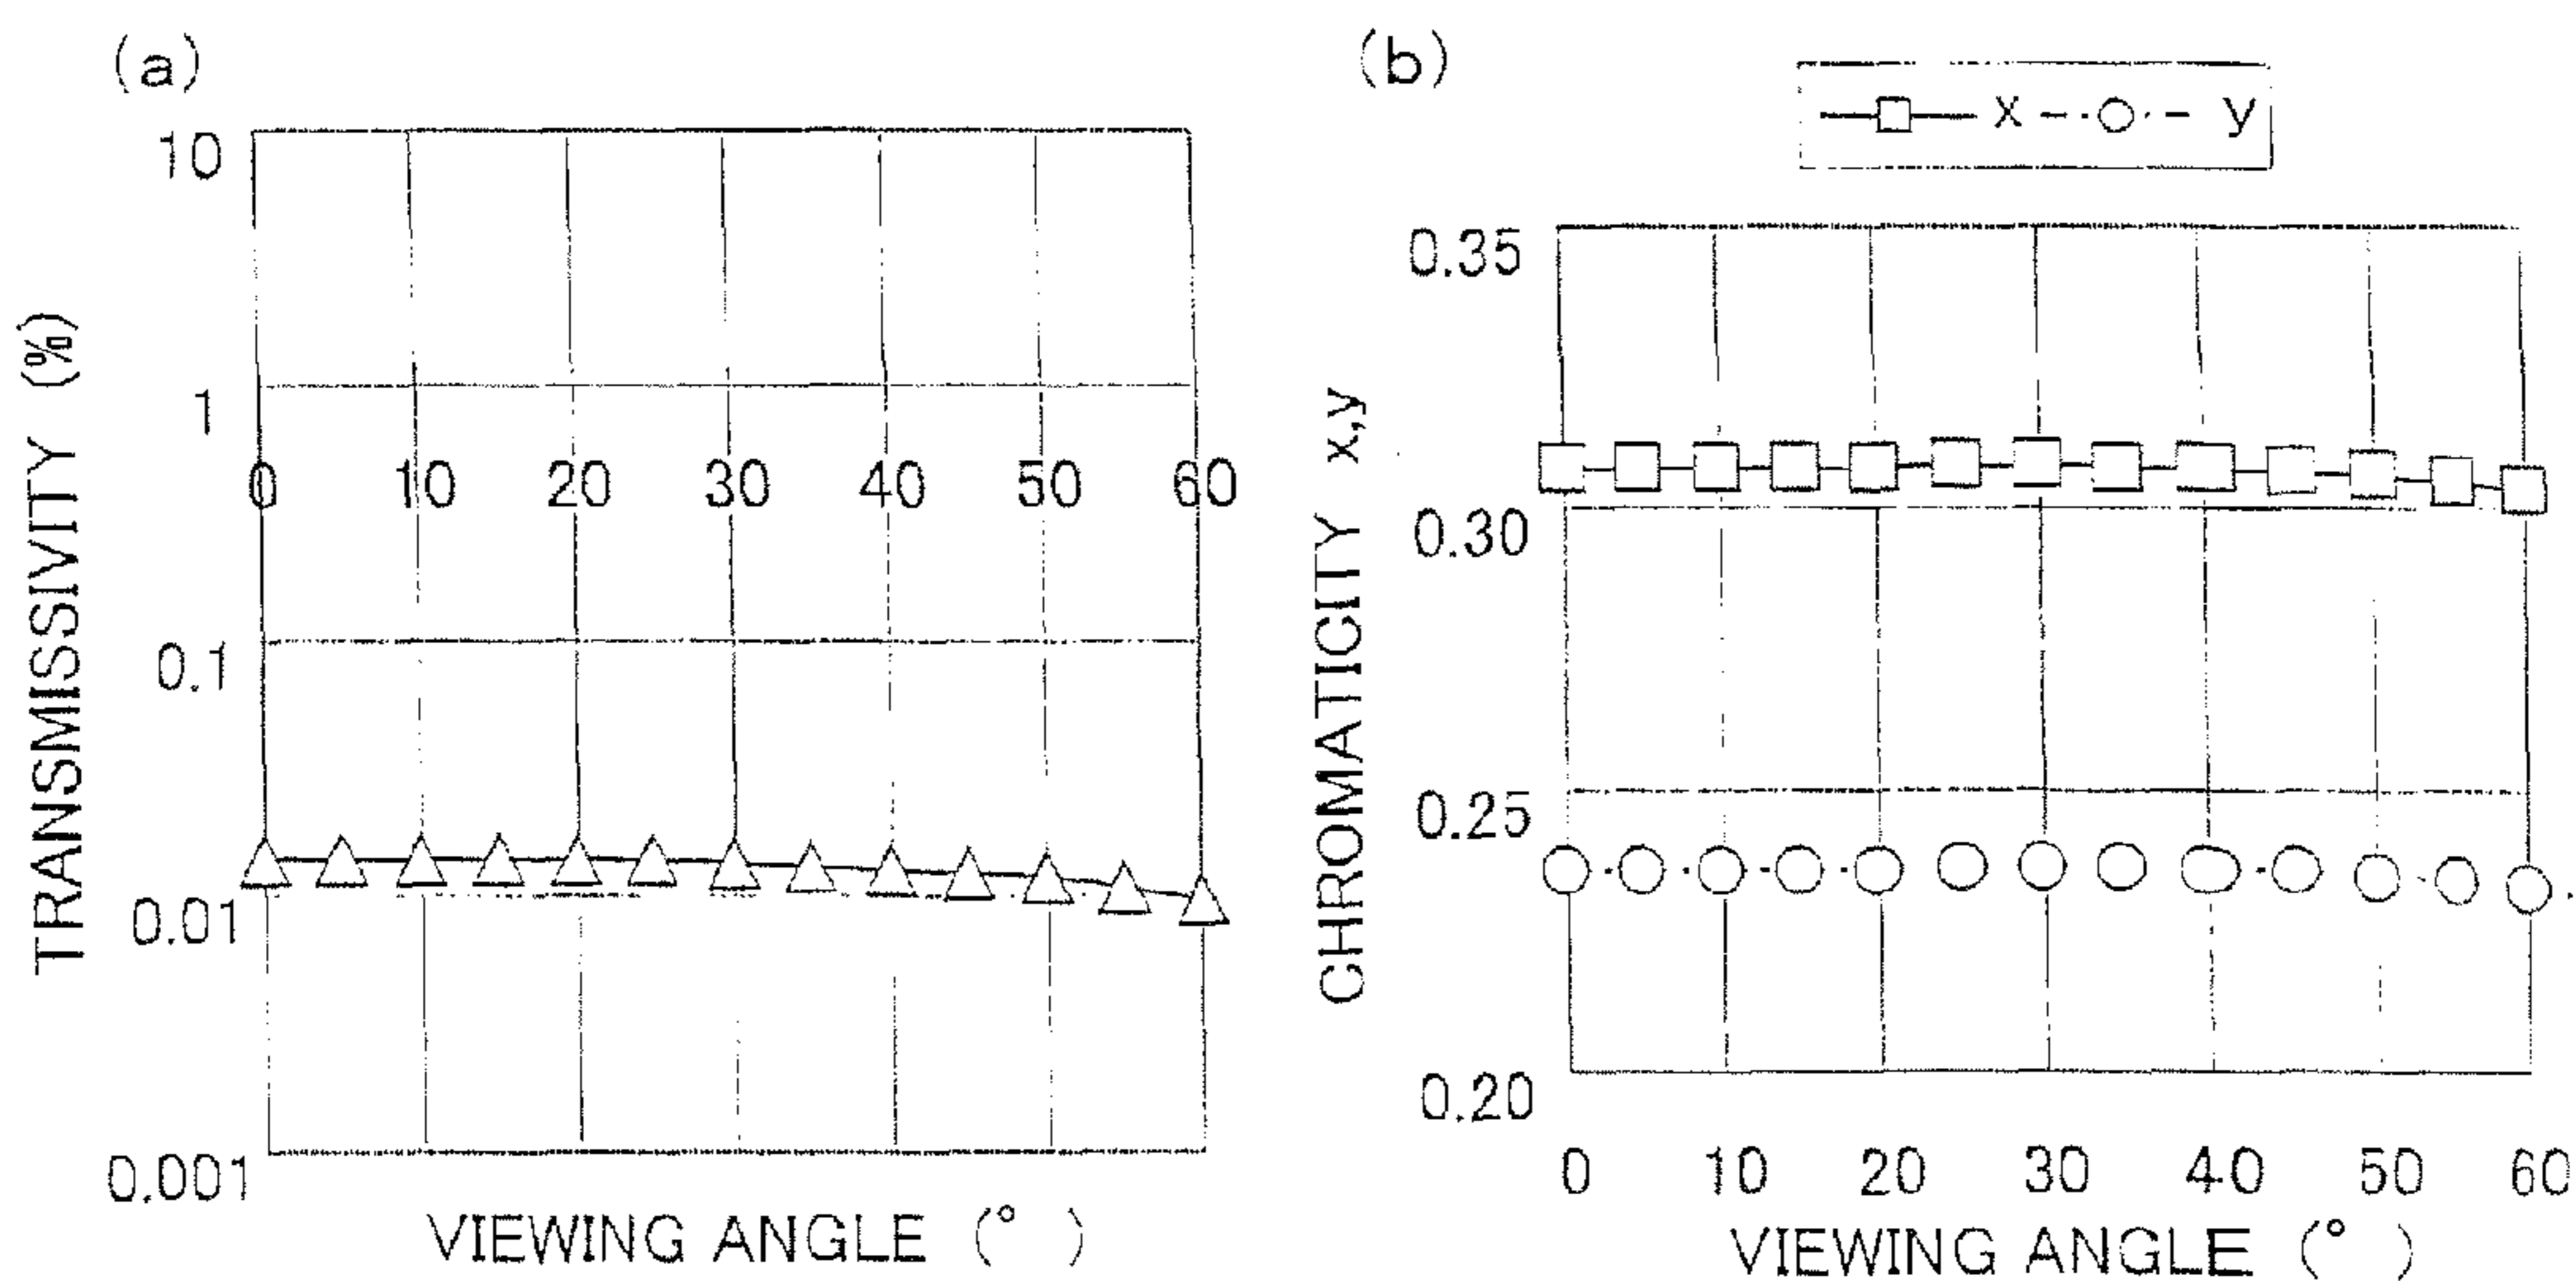 (a)
TRANSMISSIVITY (%)
10
1
0 10 20 30 40 50 60
0.1
0.01
0.001
VIEWING ANGLE (° )
(b)
x y
CHROMATICITY x,y
0.35
0.30
0.25
0.20
0 10 20 30 40 50 60
VIEWING ANGLE (° )